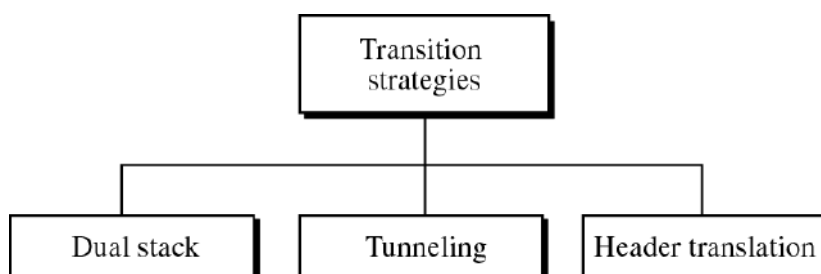 Transition
strategies
Dual stack
Tunneling
Header translation